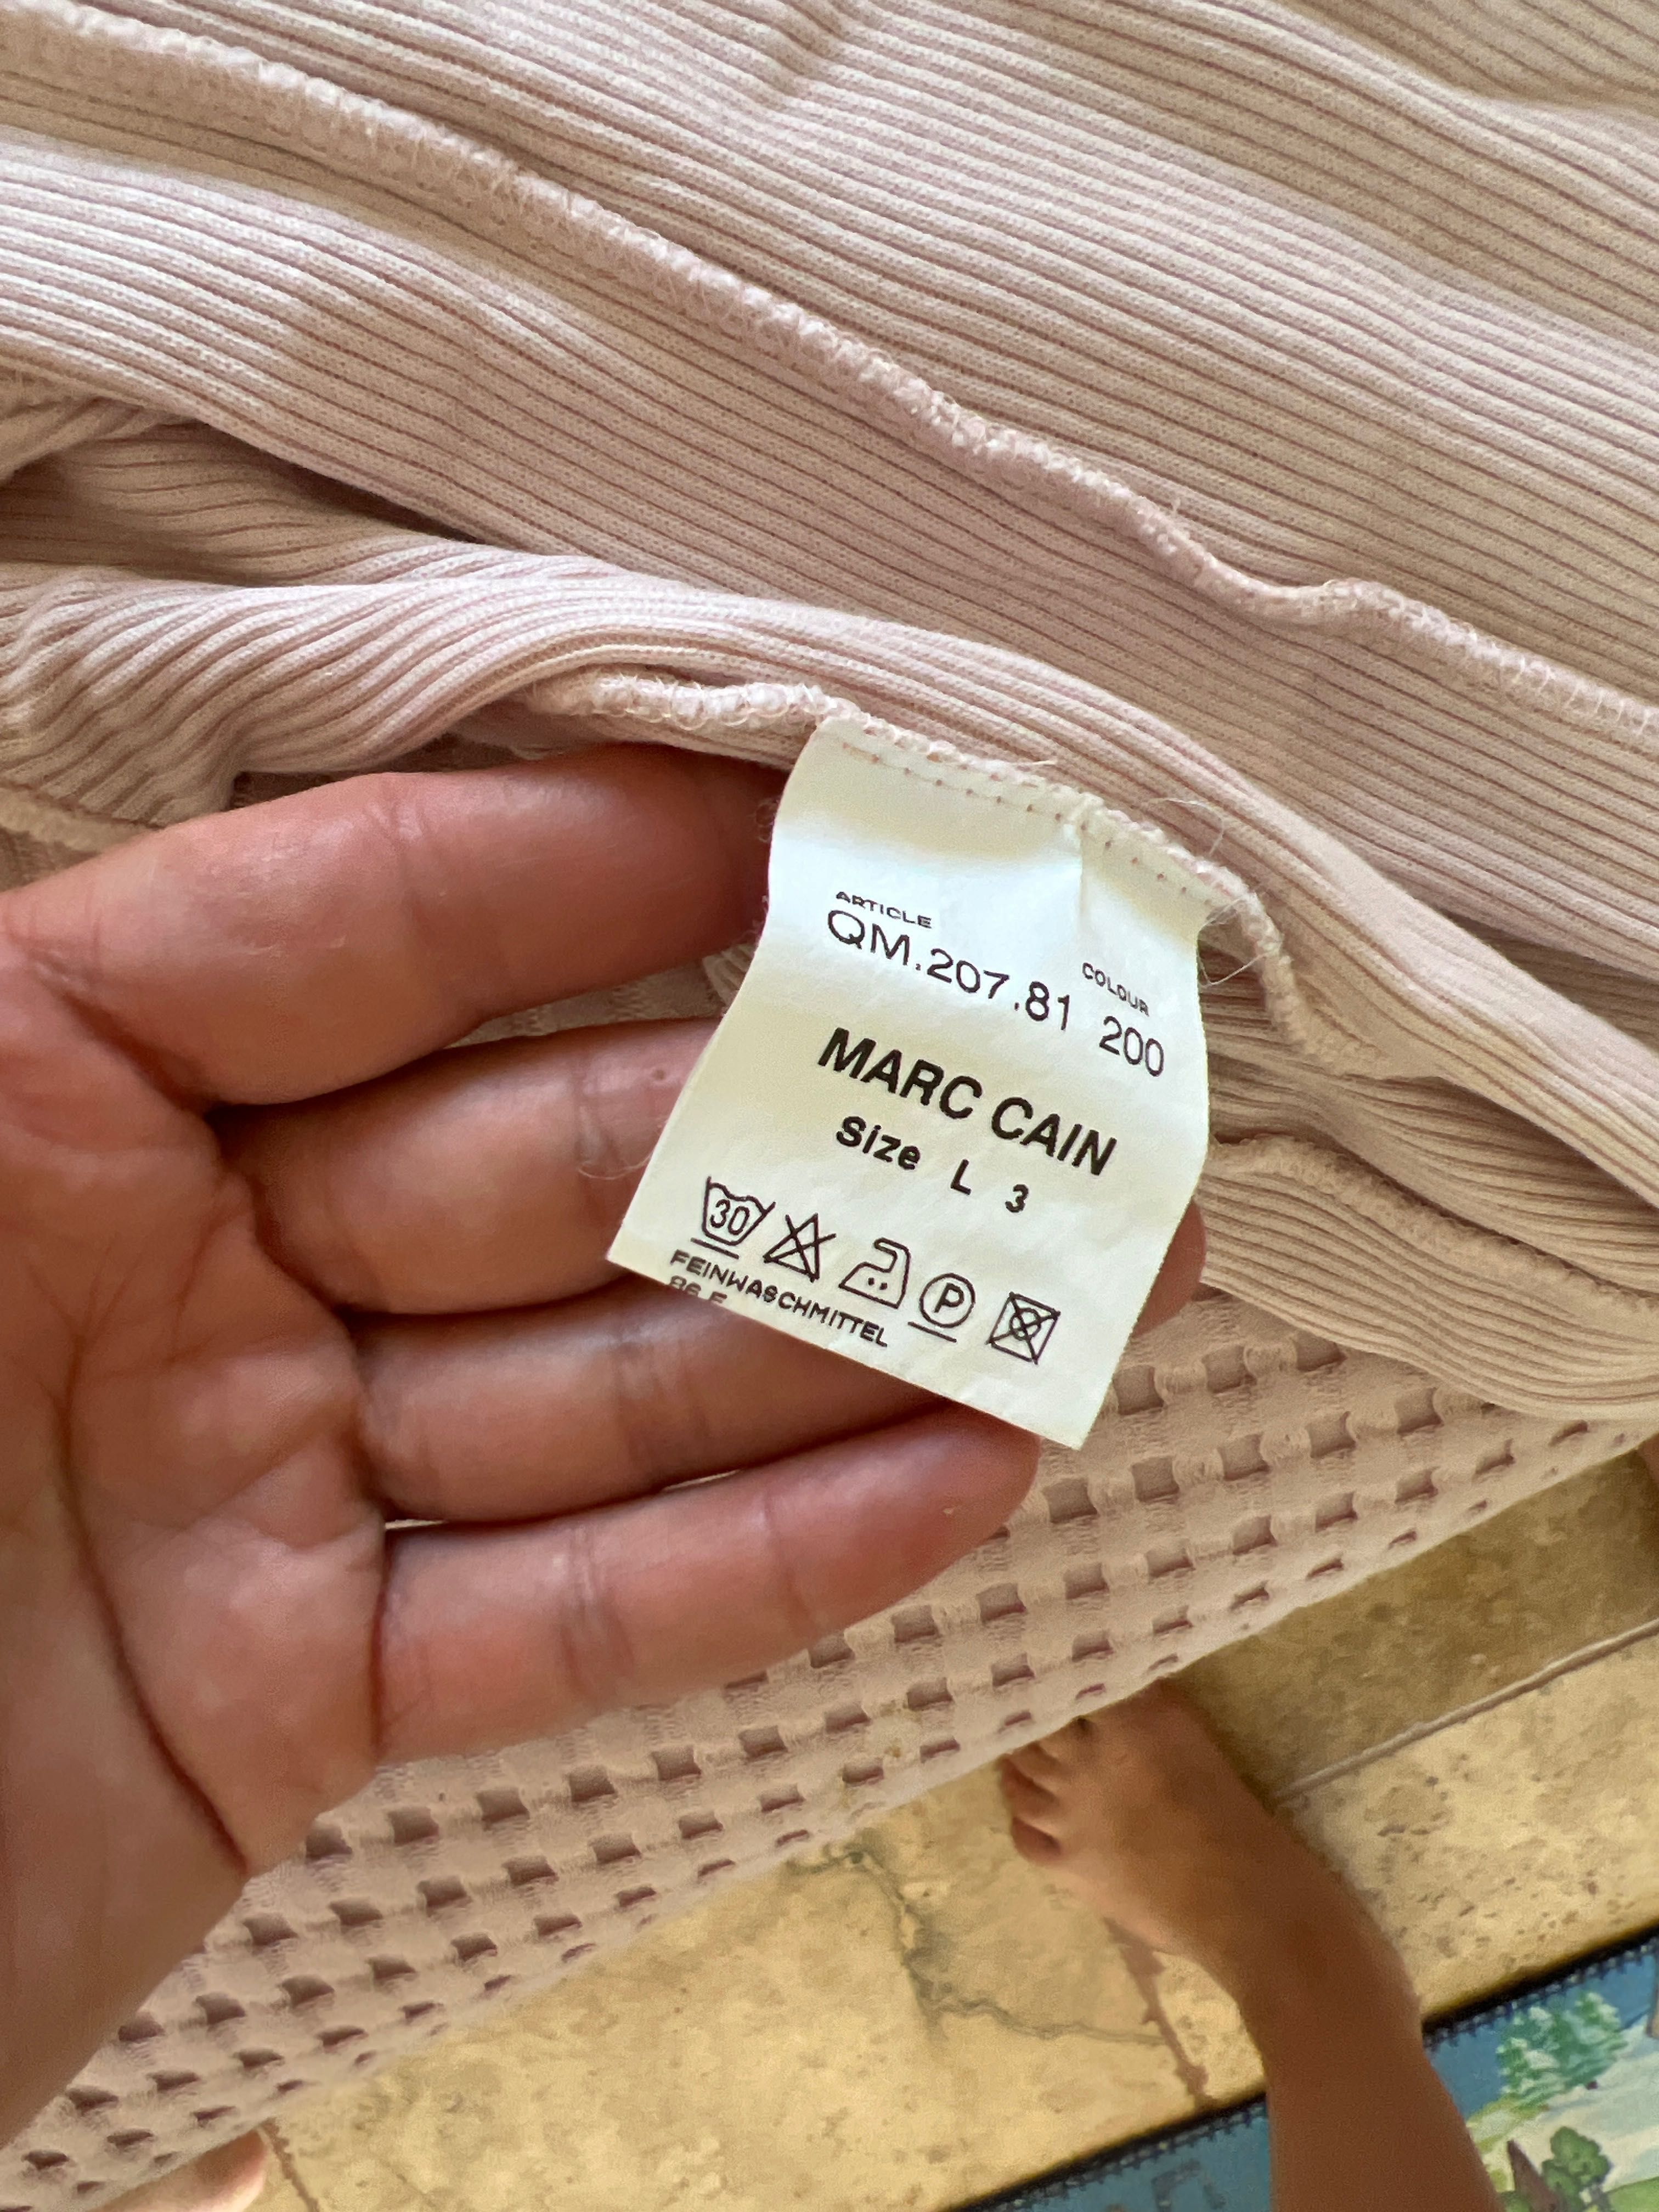 ARTICLE
QM.207.81
COLOUR
200
MARC CAIN
Size L 3
30 P
FEINWASCHMITTEL